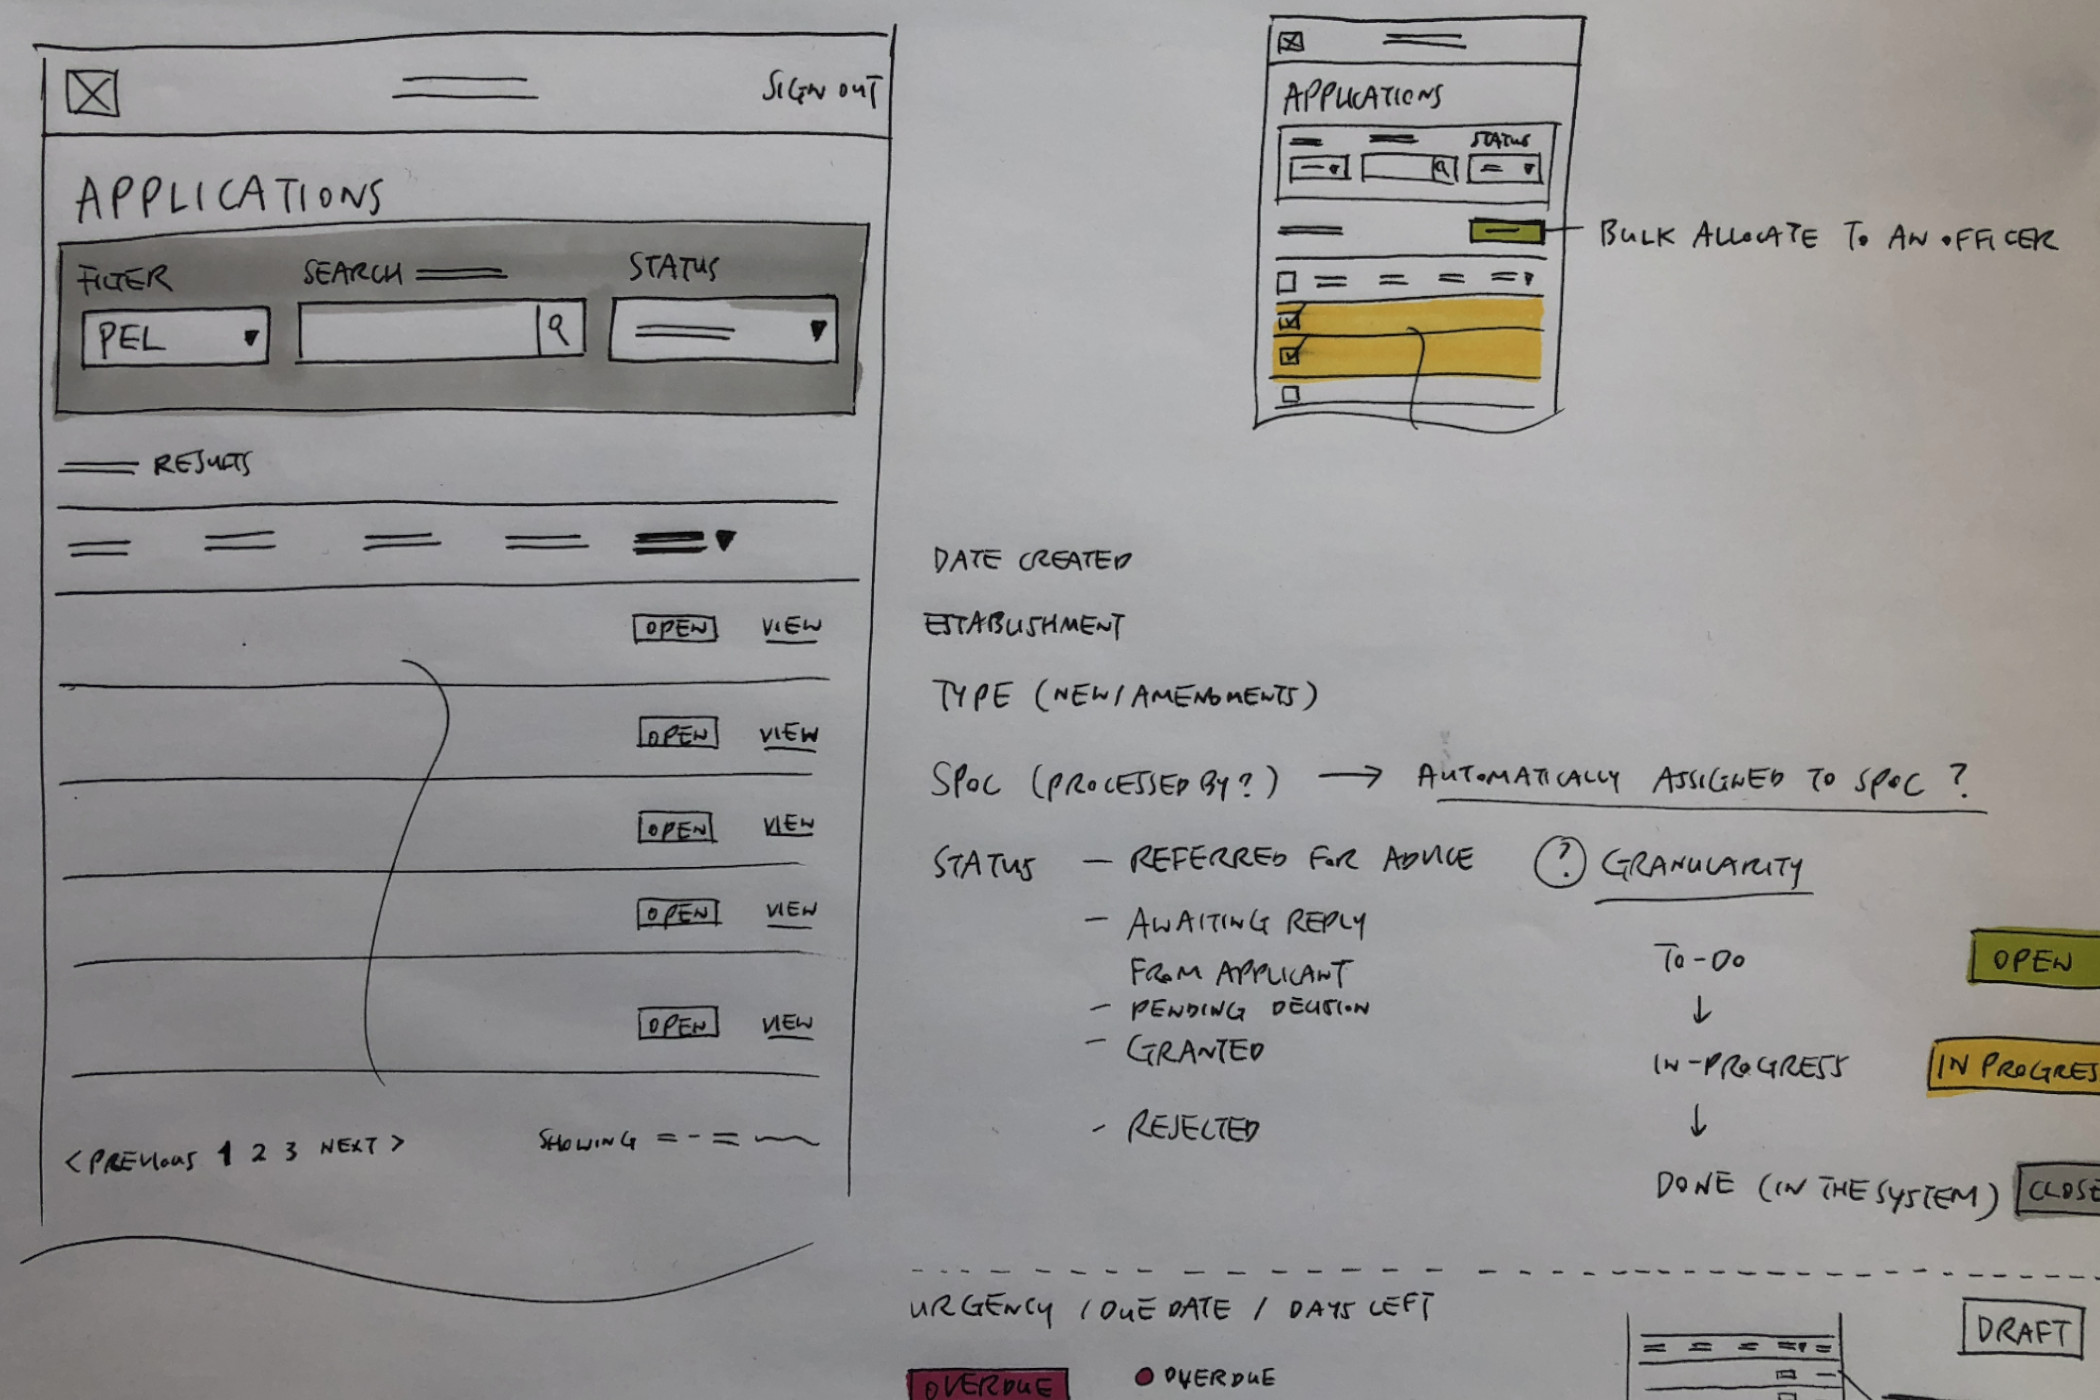 SIGN OUT
APPLICATIONS
FILTER
SEARCH
STATUS
PEL
RESULTS
OPEN VIEW
OPEN VIEW
OPEN VIEW
OPEN VIEW
OPEN VIEW
< PREVIOUS 1 2 3 NEXT >
SHOWING
APPLICATIONS
STATUS
BULK ALLOCATE TO AN OFFICER
DATE CREATED
ESTABLISHMENT
TYPE (NEW/AMENDMENTS)
SPOC (PROCESSED BY?) → AUTOMATICALLY ASSIGNED TO SPOC ?
STATUS - REFERRED FOR ADVICE
- AWAITING REPLY
FROM APPLICANT
- PENDING DECISION
- GRANTED
- REJECTED
? GRANULARITY
TO-DO
OPEN
↓
IN-PROGRESS
IN PROGRES
↓
DONE (IN THE SYSTEM)
CLOSE
URGENCY / DUE DATE / DAYS LEFT
OVERDUE
OVERDUE
DRAFT